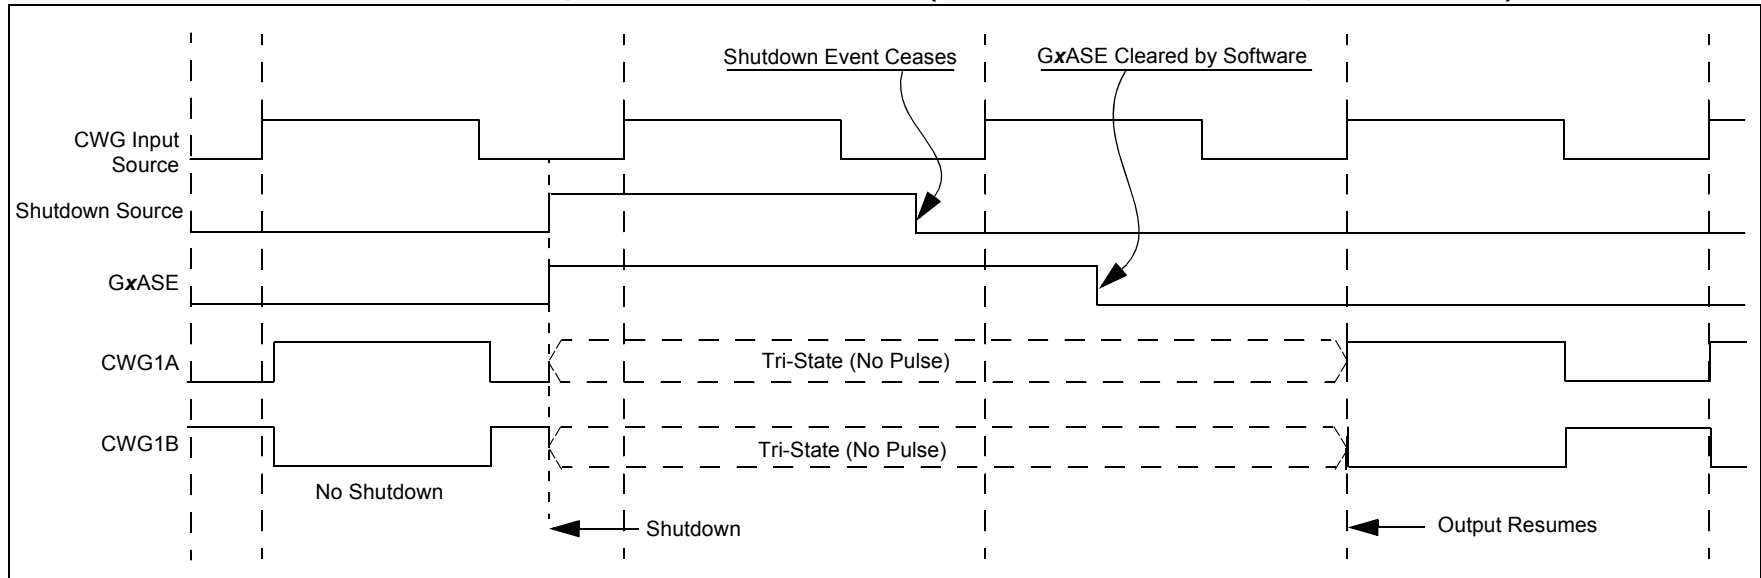 Shutdown Event Ceases
GxASE Cleared by Software
CWG Input
Source
Shutdown Source
GxASE
CWG1A
Tri-State (No Pulse)
CWG1B
Tri-State (No Pulse)
No Shutdown
Shutdown
Output Resumes